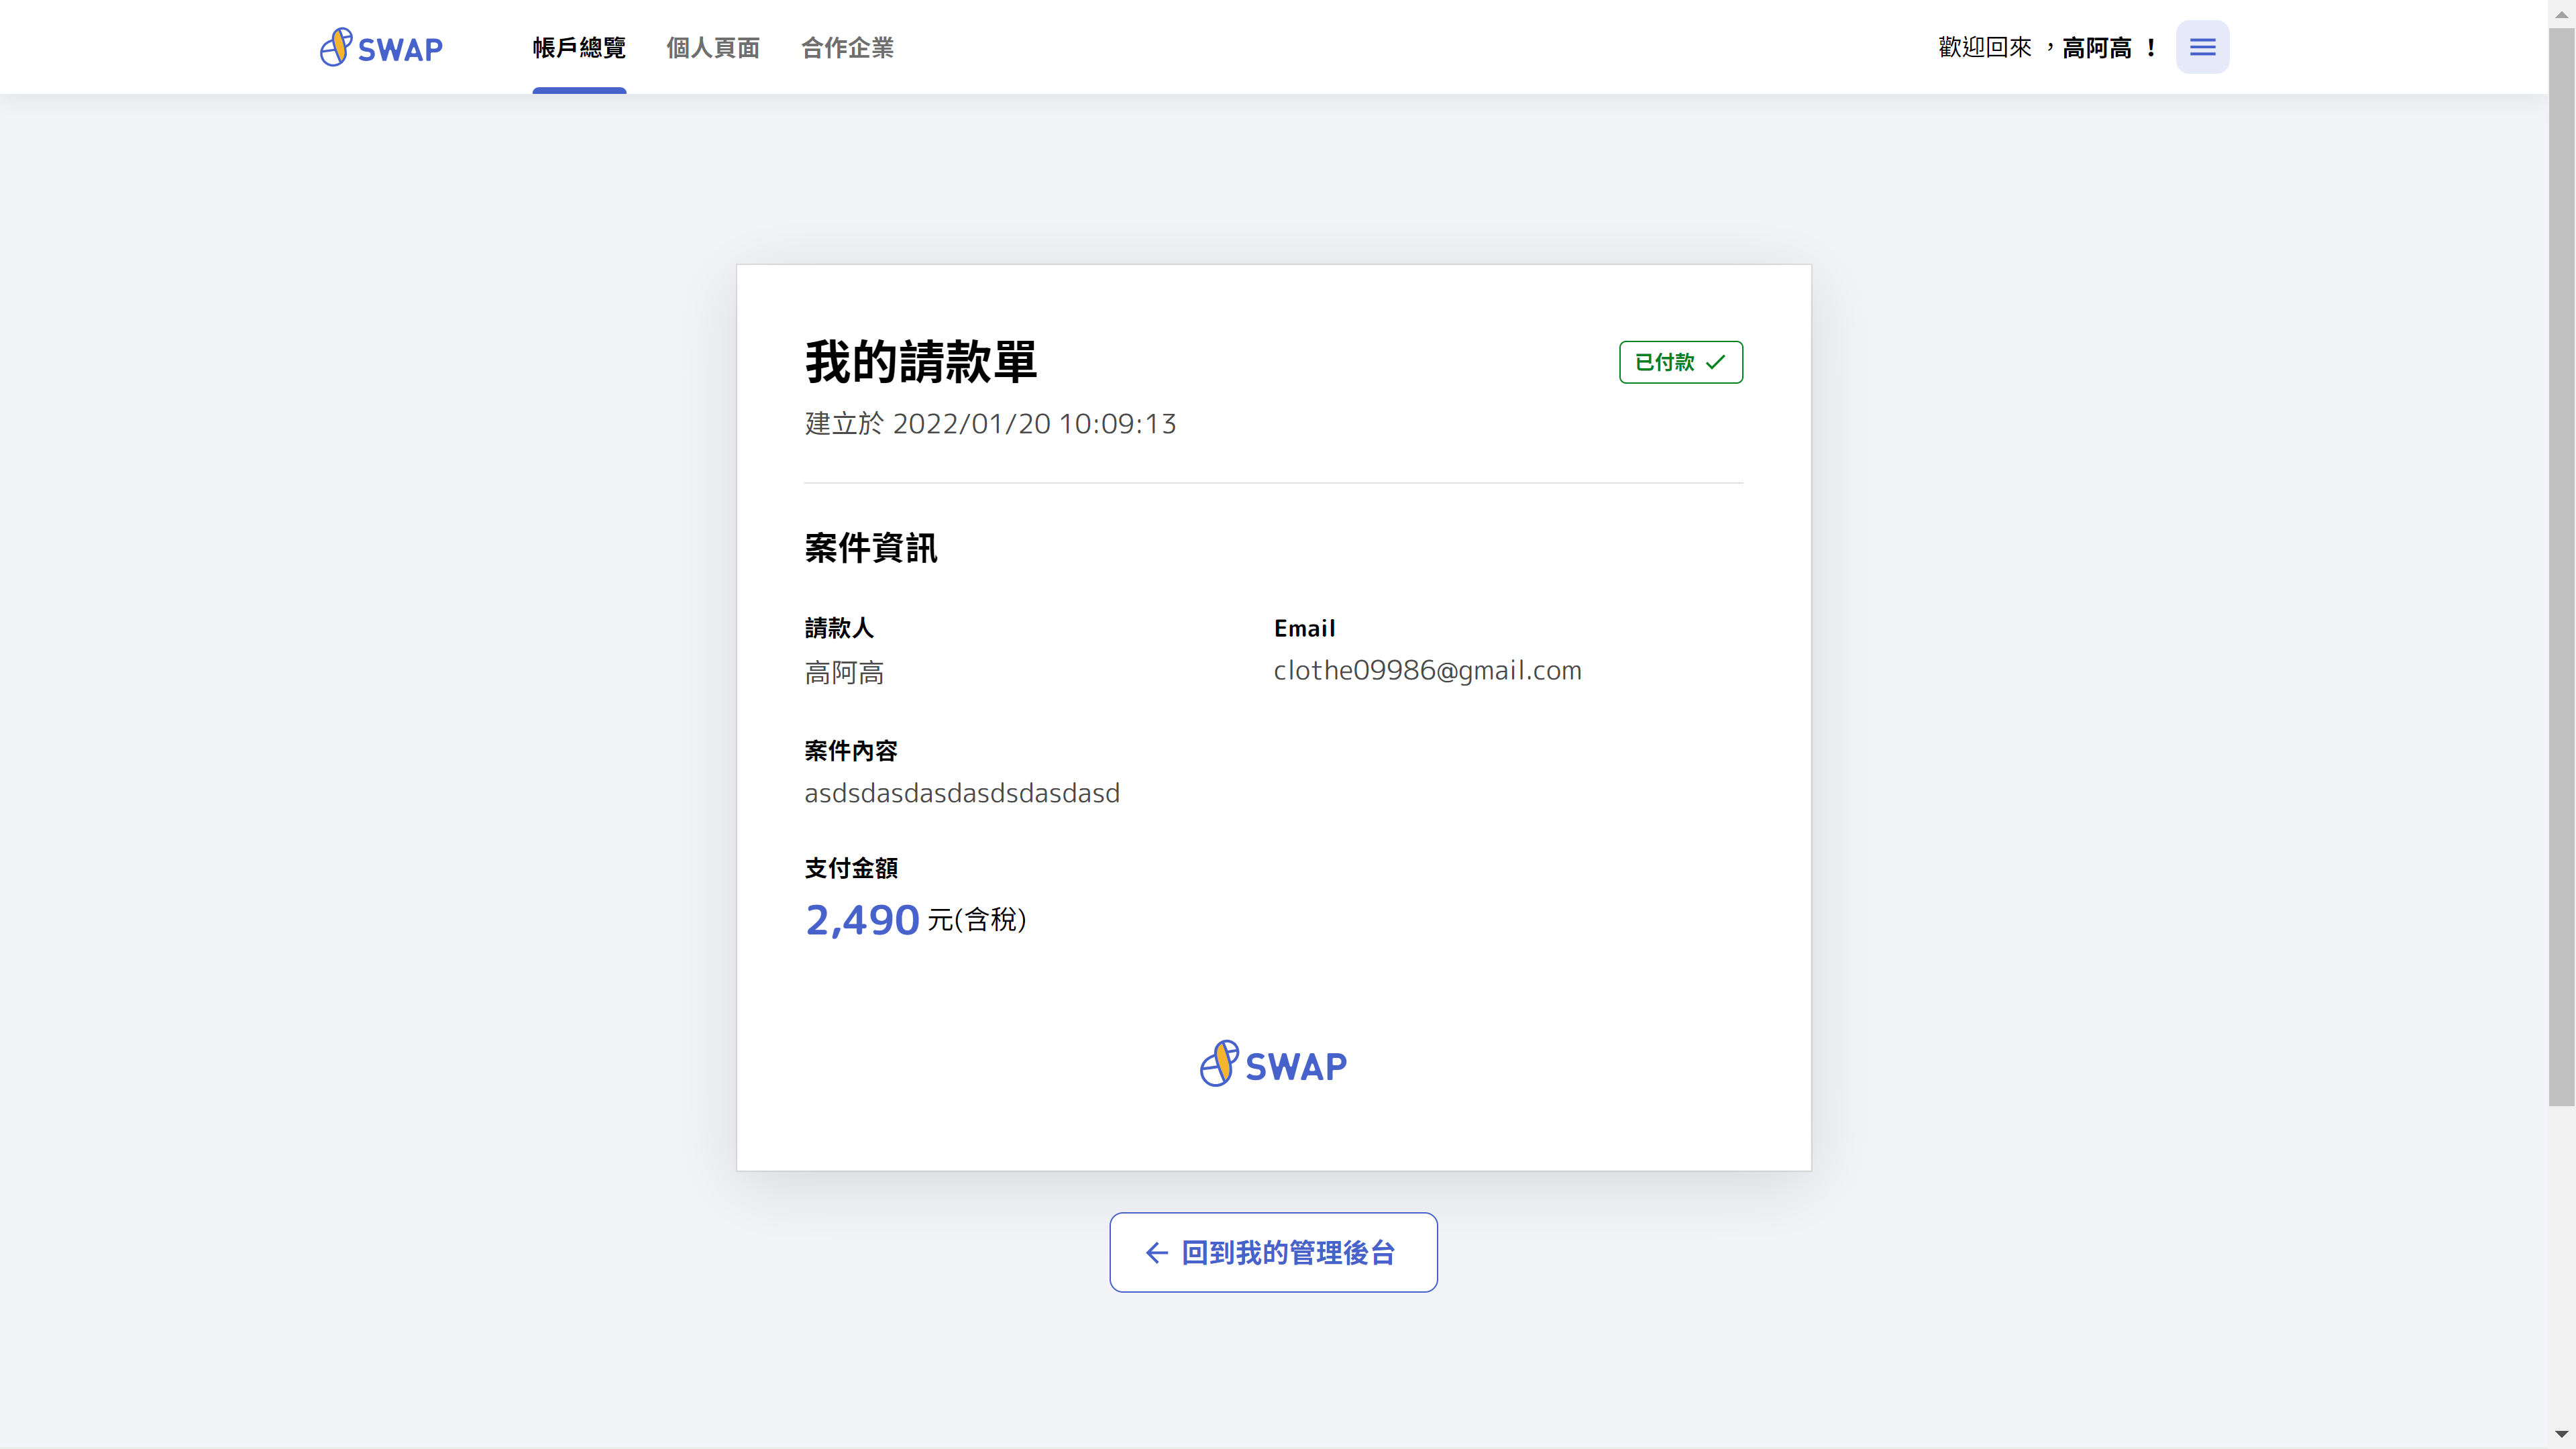 SWAP 帳戶總覽 個人頁面 合作企業 歡迎回來，高阿高！
我的請款單 已付款
建立於 2022/01/20 10:09:13
案件資訊
請款人 Email
高阿高 clothe09986@gmail.com
案件內容
asdsdasdasdasdsdasdasd
支付金額
2,490 元(含稅)
SWAP
回到我的管理後台